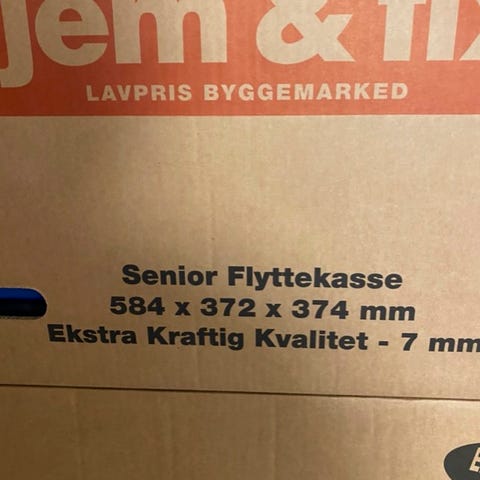 jem & fix
LAVPRIS BYGGEMARKED
Senior Flyttekasse
584 x 372 x 374 mm
Ekstra Kraftig Kvalitet - 7 mm